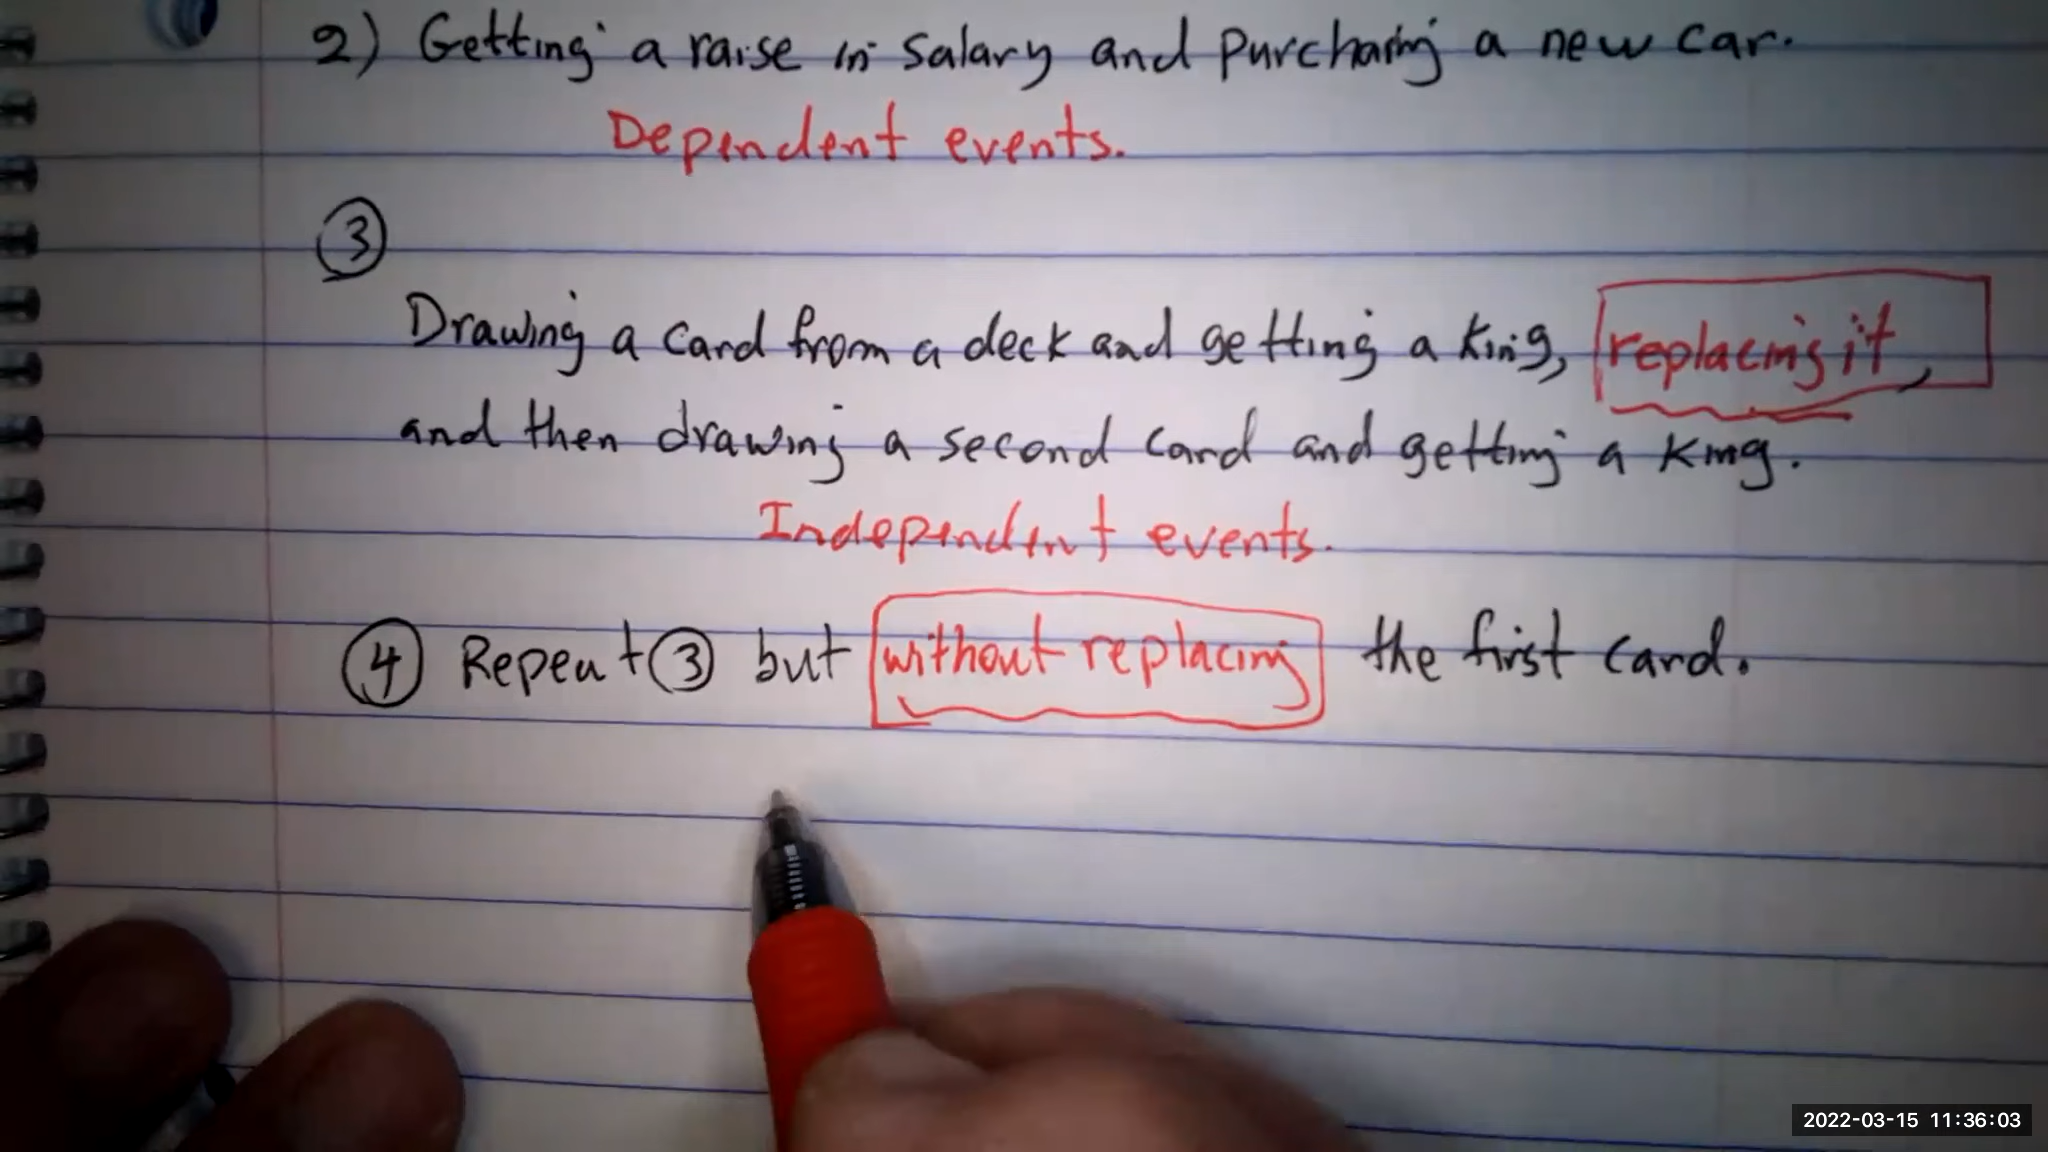 2) Getting a raise in salary and purchasing a new car.
Dependent events.
3
Drawing a card from a deck and getting a king, replacing it,
and then drawing a second card and getting a king.
Independent events.
4 Repeat 3 but without replacing the first card.
2022-03-15 11:36:03